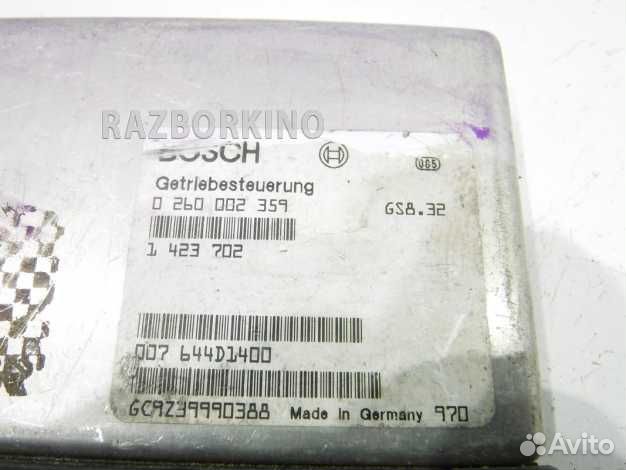 RAZBORKINO
BOSCH
UGS
Getriebesteuerung
0 260 002 359 GS8.32
1 423 702
007 644D1400
GC9Z39990388 Made in Germany 970
Avito